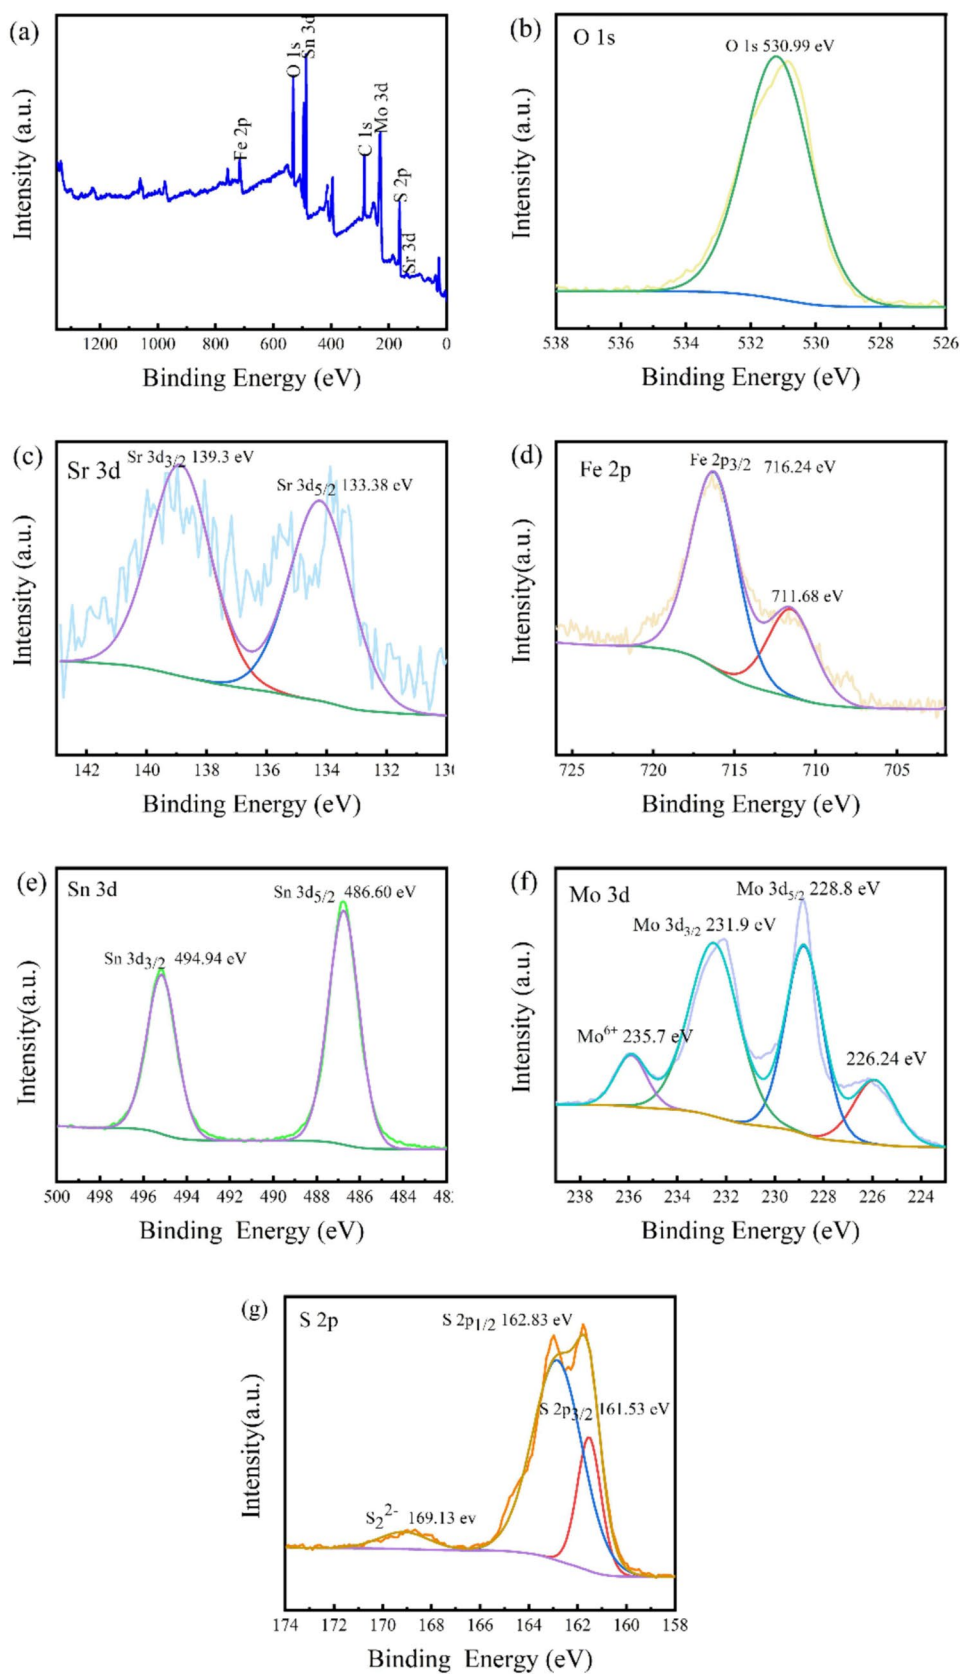 (a)
Intensity (a.u.)
Fe 2p
O 1s
Sn 3d
C 1s
Mo 3d
S 2p
Sr 3d
1200 1000 800 600 400 200 0
Binding Energy (eV)
(b)
O 1s
O 1s 530.99 eV
Intensity (a.u.)
538 536 534 532 530 528 526
Binding Energy (eV)
(c)
Sr 3d
Sr 3d3/2 139.3 eV
Sr 3d5/2 133.38 eV
Intensity (a.u.)
142 140 138 136 134 132 130
Binding Energy (eV)
(d)
Fe 2p
Fe 2p3/2 716.24 eV
711.68 eV
Intensity(a.u.)
725 720 715 710 705
Binding Energy (eV)
(e)
Sn 3d
Sn 3d5/2 486.60 eV
Sn 3d3/2 494.94 eV
Intensity(a.u.)
500 498 496 494 492 490 488 486 484 482
Binding Energy (eV)
(f)
Mo 3d
Mo 3d5/2 228.8 eV
Mo 3d3/2 231.9 eV
Mo6+ 235.7 eV
226.24 eV
Intensity (a.u.)
238 236 234 232 230 228 226 224
Binding Energy (eV)
(g)
S 2p
S 2p1/2 162.83 eV
S 2p3/2 161.53 eV
S2 2- 169.13 ev
Intensity(a.u.)
174 172 170 168 166 164 162 160 158
Binding Energy (eV)